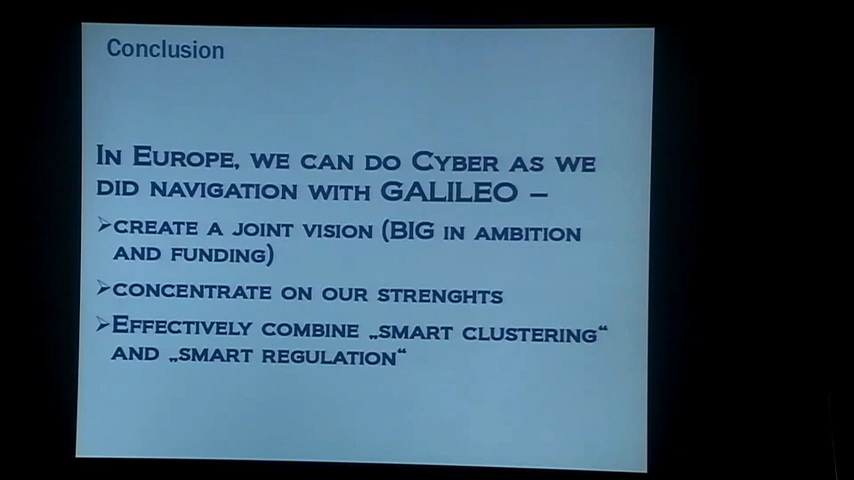 Conclusion
In Europe, we can do Cyber as we
did navigation with GALILEO –
➢create a joint vision (BIG in ambition
and funding)
➢concentrate on our strenghts
➢Effectively combine „smart clustering“
and „smart regulation“